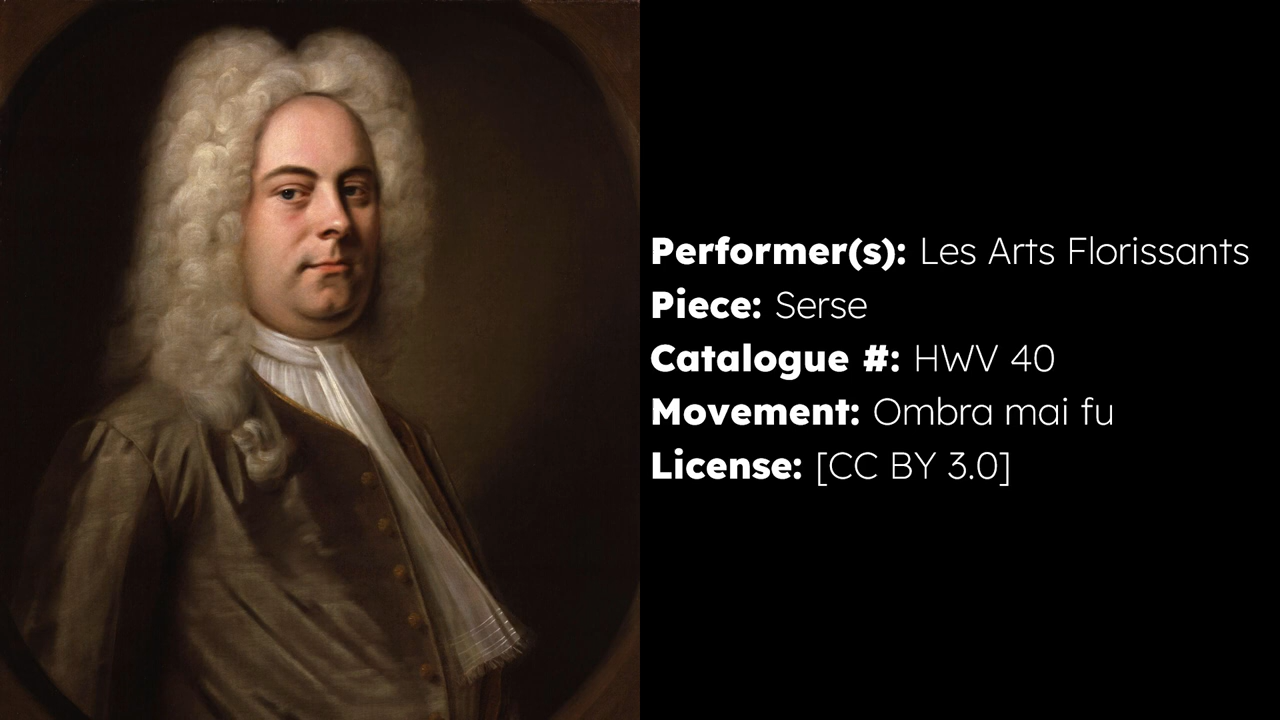 Performer(s): Les Arts Florissants
Piece: Serse
Catalogue #: HWV 40
Movement: Ombra mai fu
License: [CC BY 3.0]